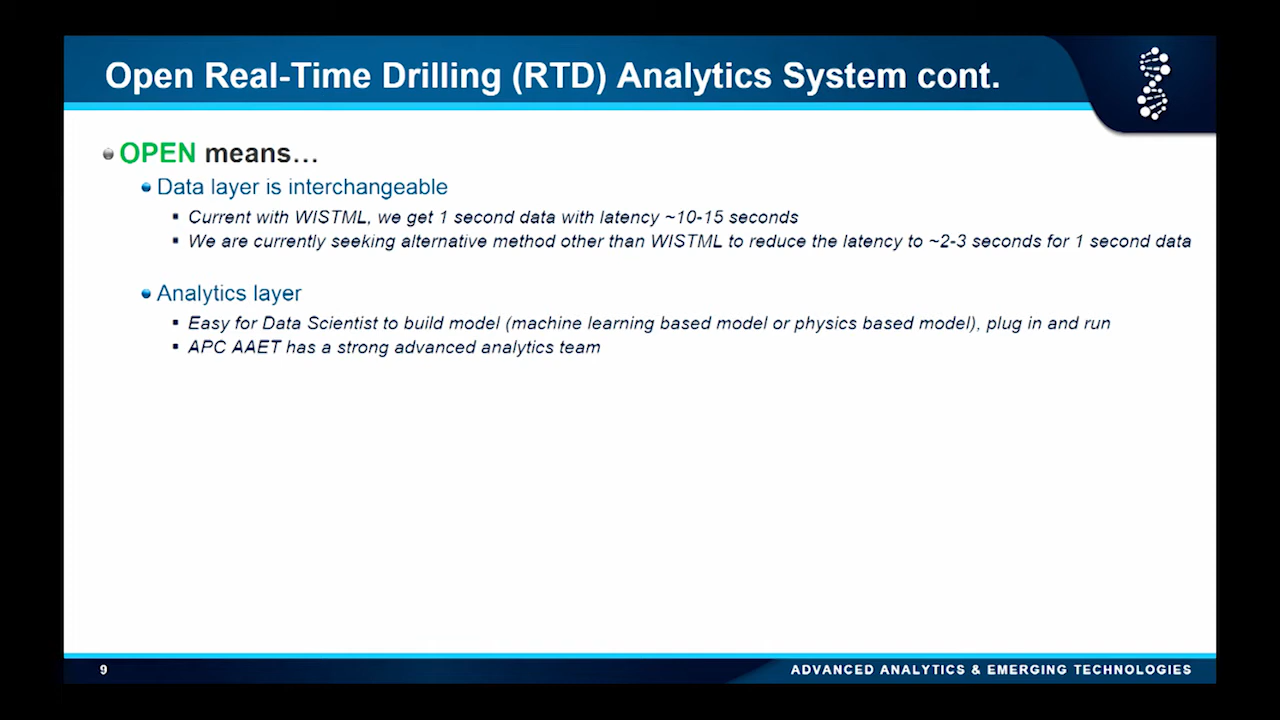 Open Real-Time Drilling (RTD) Analytics System cont.
OPEN means…
Data layer is interchangeable
Current with WISTML, we get 1 second data with latency ~10-15 seconds
We are currently seeking alternative method other than WISTML to reduce the latency to ~2-3 seconds for 1 second data
Analytics layer
Easy for Data Scientist to build model (machine learning based model or physics based model), plug in and run
APC AAET has a strong advanced analytics team
9
ADVANCED ANALYTICS & EMERGING TECHNOLOGIES